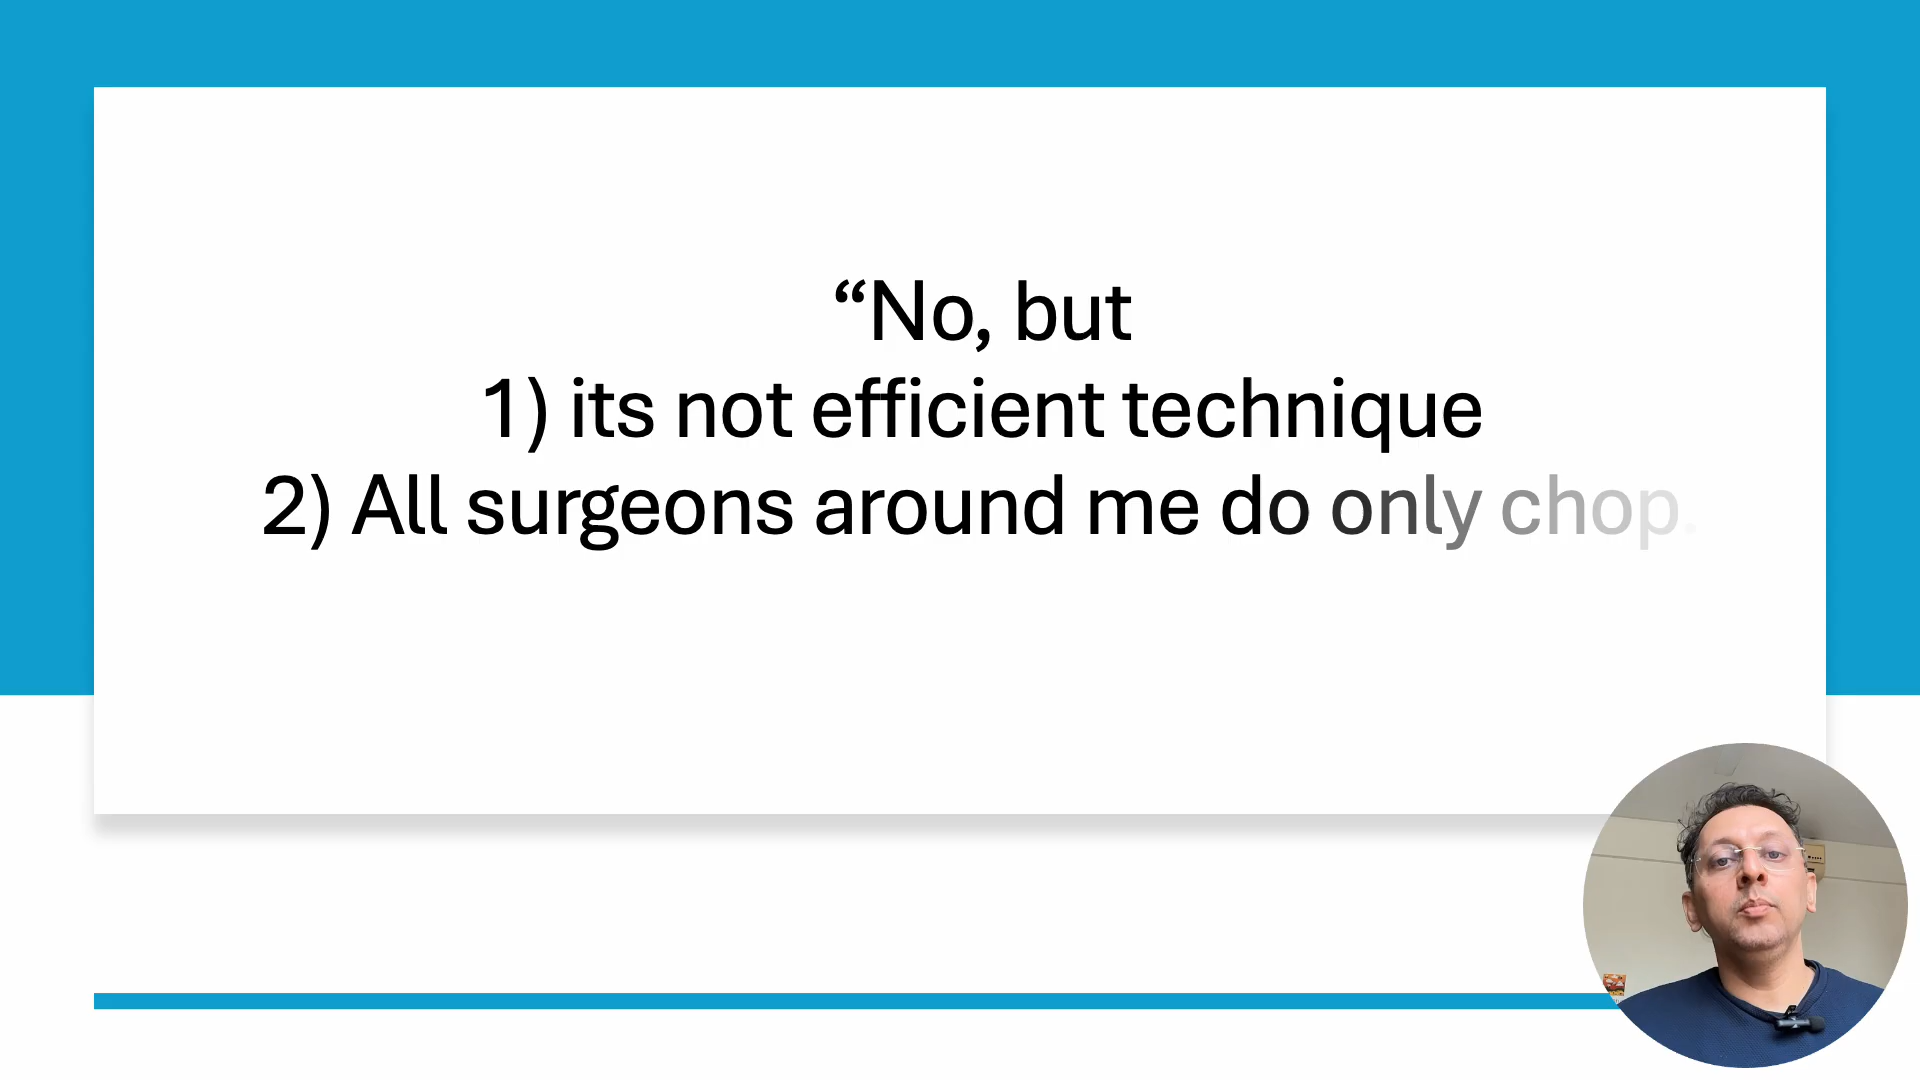 “No, but
1) its not efficient technique
2) All surgeons around me do only chop.